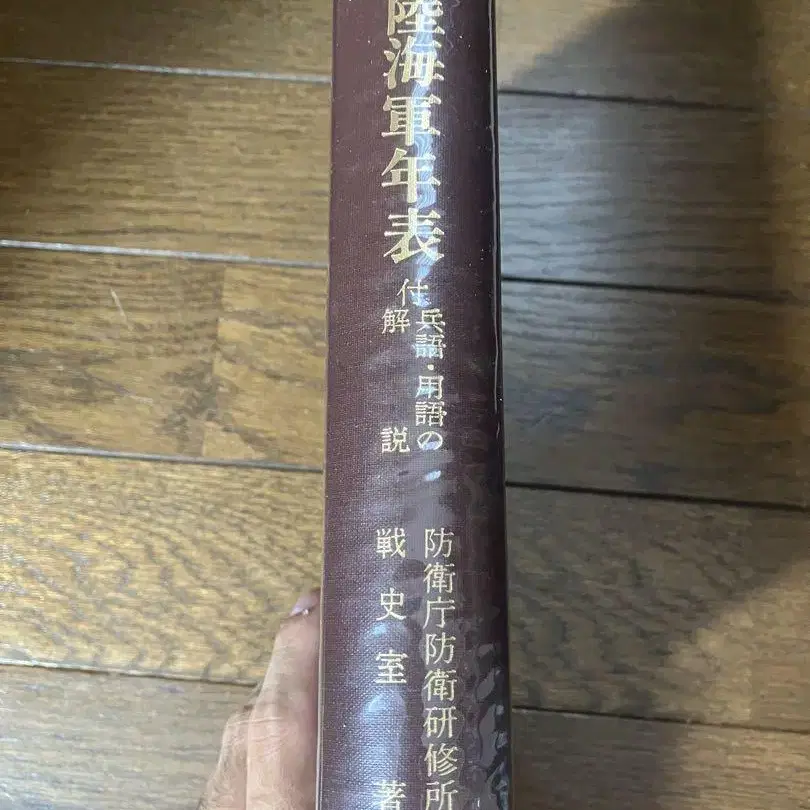 陸海軍年表
付
兵語・用語の
解説
防衛庁防衛研修所
戦史室 著